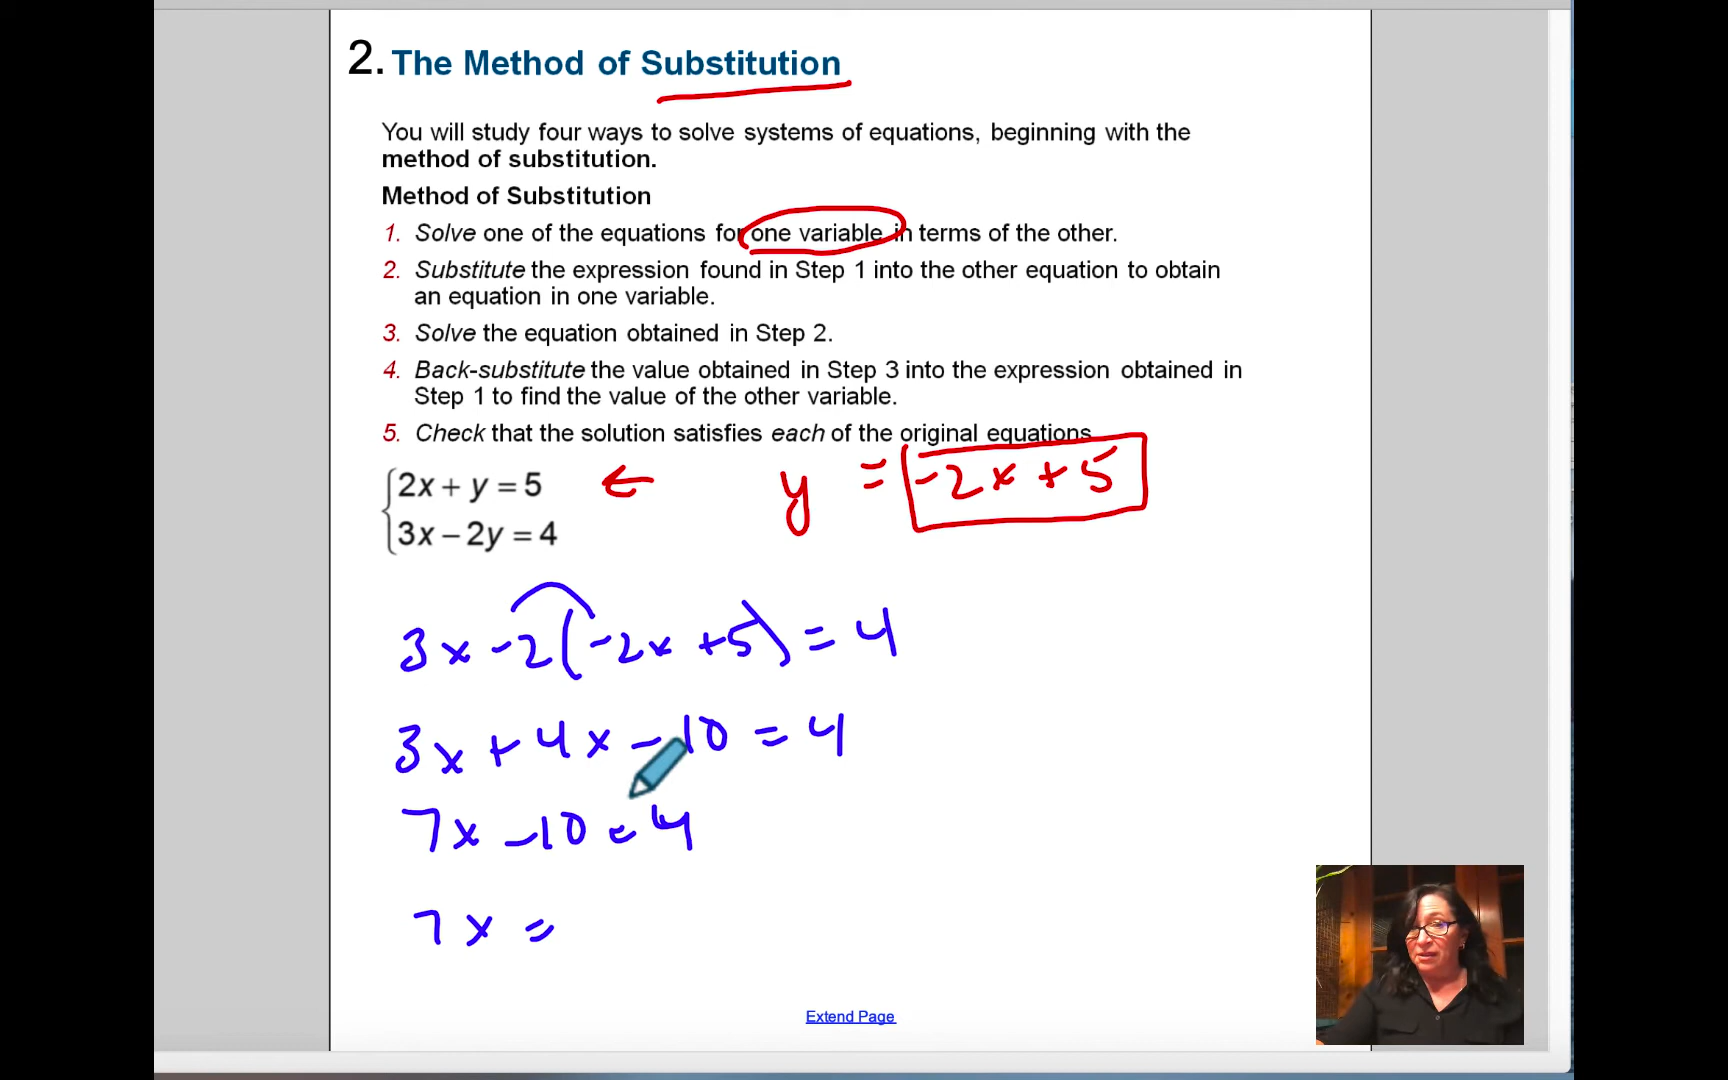 2. The Method of Substitution
You will study four ways to solve systems of equations, beginning with the
method of substitution.
Method of Substitution
1. Solve one of the equations for one variable in terms of the other.
2. Substitute the expression found in Step 1 into the other equation to obtain
an equation in one variable.
3. Solve the equation obtained in Step 2.
4. Back-substitute the value obtained in Step 3 into the expression obtained in
Step 1 to find the value of the other variable.
5. Check that the solution satisfies each of the original equations.
2x + y = 5 ← y = -2x + 5
3x – 2y = 4
3x -2(-2x +5) = 4
3x + 4x - 10 = 4
7x - 10 = 4
7x =
Extend Page